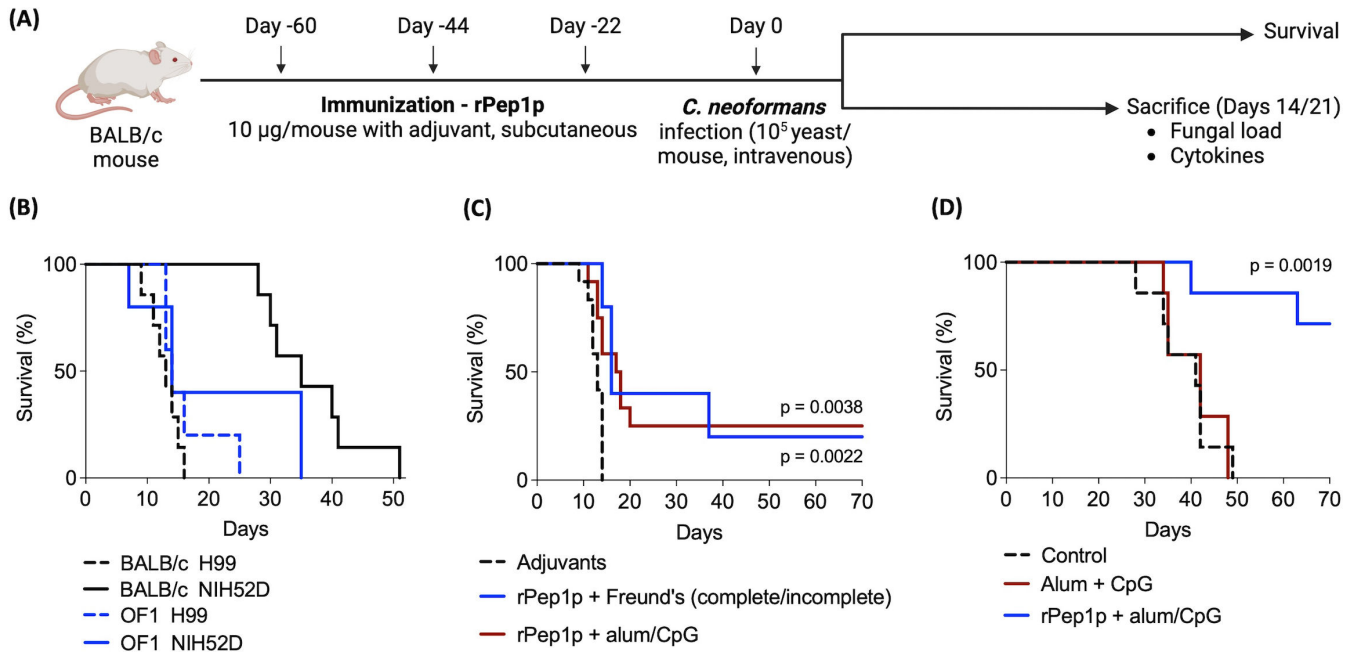 (A)
Day -60
Day -44
Day -22
Day 0
Survival
BALB/c
mouse
Immunization - rPep1p
10 µg/mouse with adjuvant, subcutaneous
C. neoformans
infection (10⁵ yeast/
mouse, intravenous)
Sacrifice (Days 14/21)
• Fungal load
• Cytokines
(B)
Survival (%)
100
50
0
0 10 20 30 40 50
Days
BALB/c H99
BALB/c NIH52D
OF1 H99
OF1 NIH52D
(C)
Survival (%)
100
50
0
p = 0.0038
p = 0.0022
0 10 20 30 40 50 60 70
Days
Adjuvants
rPep1p + Freund's (complete/incomplete)
rPep1p + alum/CpG
(D)
Survival (%)
100
50
0
p = 0.0019
0 10 20 30 40 50 60 70
Days
Control
Alum + CpG
rPep1p + alum/CpG